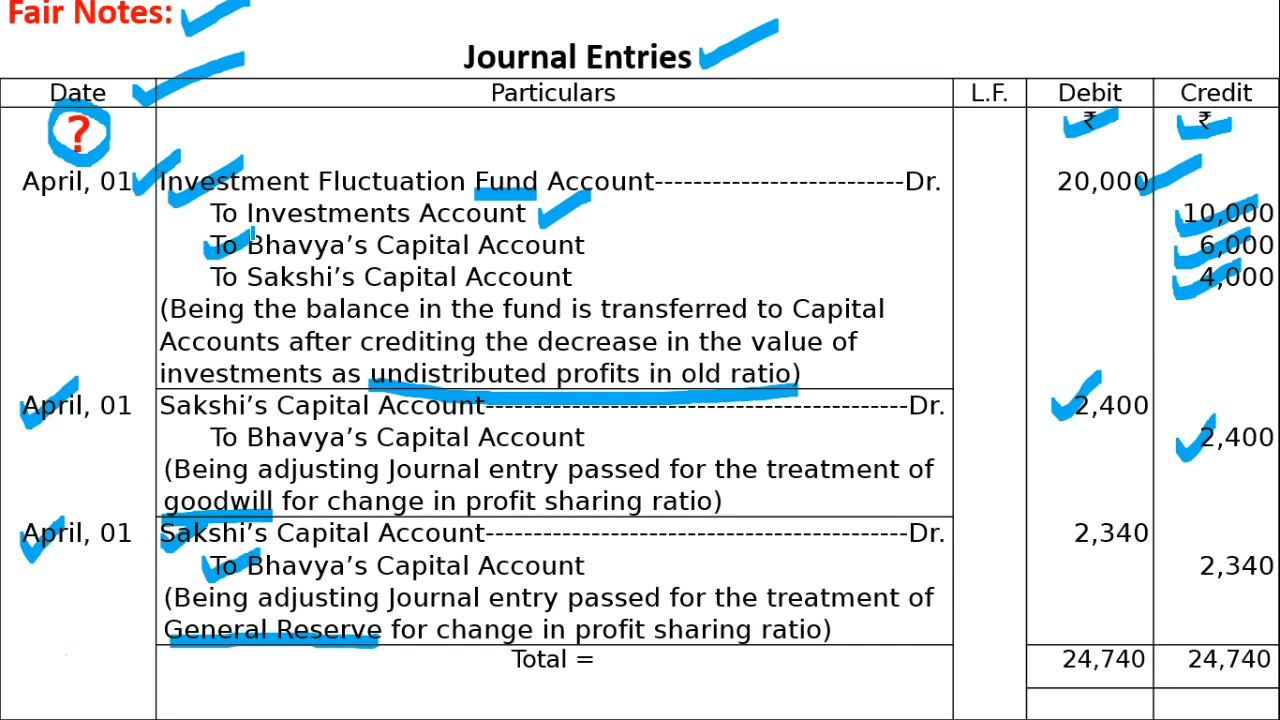 Fair Notes:
Journal Entries
Date Particulars L.F. Debit Credit
? ₹ ₹
April, 01 Investment Fluctuation Fund Account--------------------------Dr. 20,000
To Investments Account 10,000
To Bhavya’s Capital Account 6,000
To Sakshi’s Capital Account 4,000
(Being the balance in the fund is transferred to Capital
Accounts after crediting the decrease in the value of
investments as undistributed profits in old ratio)
April, 01 Sakshi’s Capital Account--------------------------------------------Dr. 2,400
To Bhavya’s Capital Account 2,400
(Being adjusting Journal entry passed for the treatment of
goodwill for change in profit sharing ratio)
April, 01 Sakshi’s Capital Account--------------------------------------------Dr. 2,340
To Bhavya’s Capital Account 2,340
(Being adjusting Journal entry passed for the treatment of
General Reserve for change in profit sharing ratio)
Total = 24,740 24,740